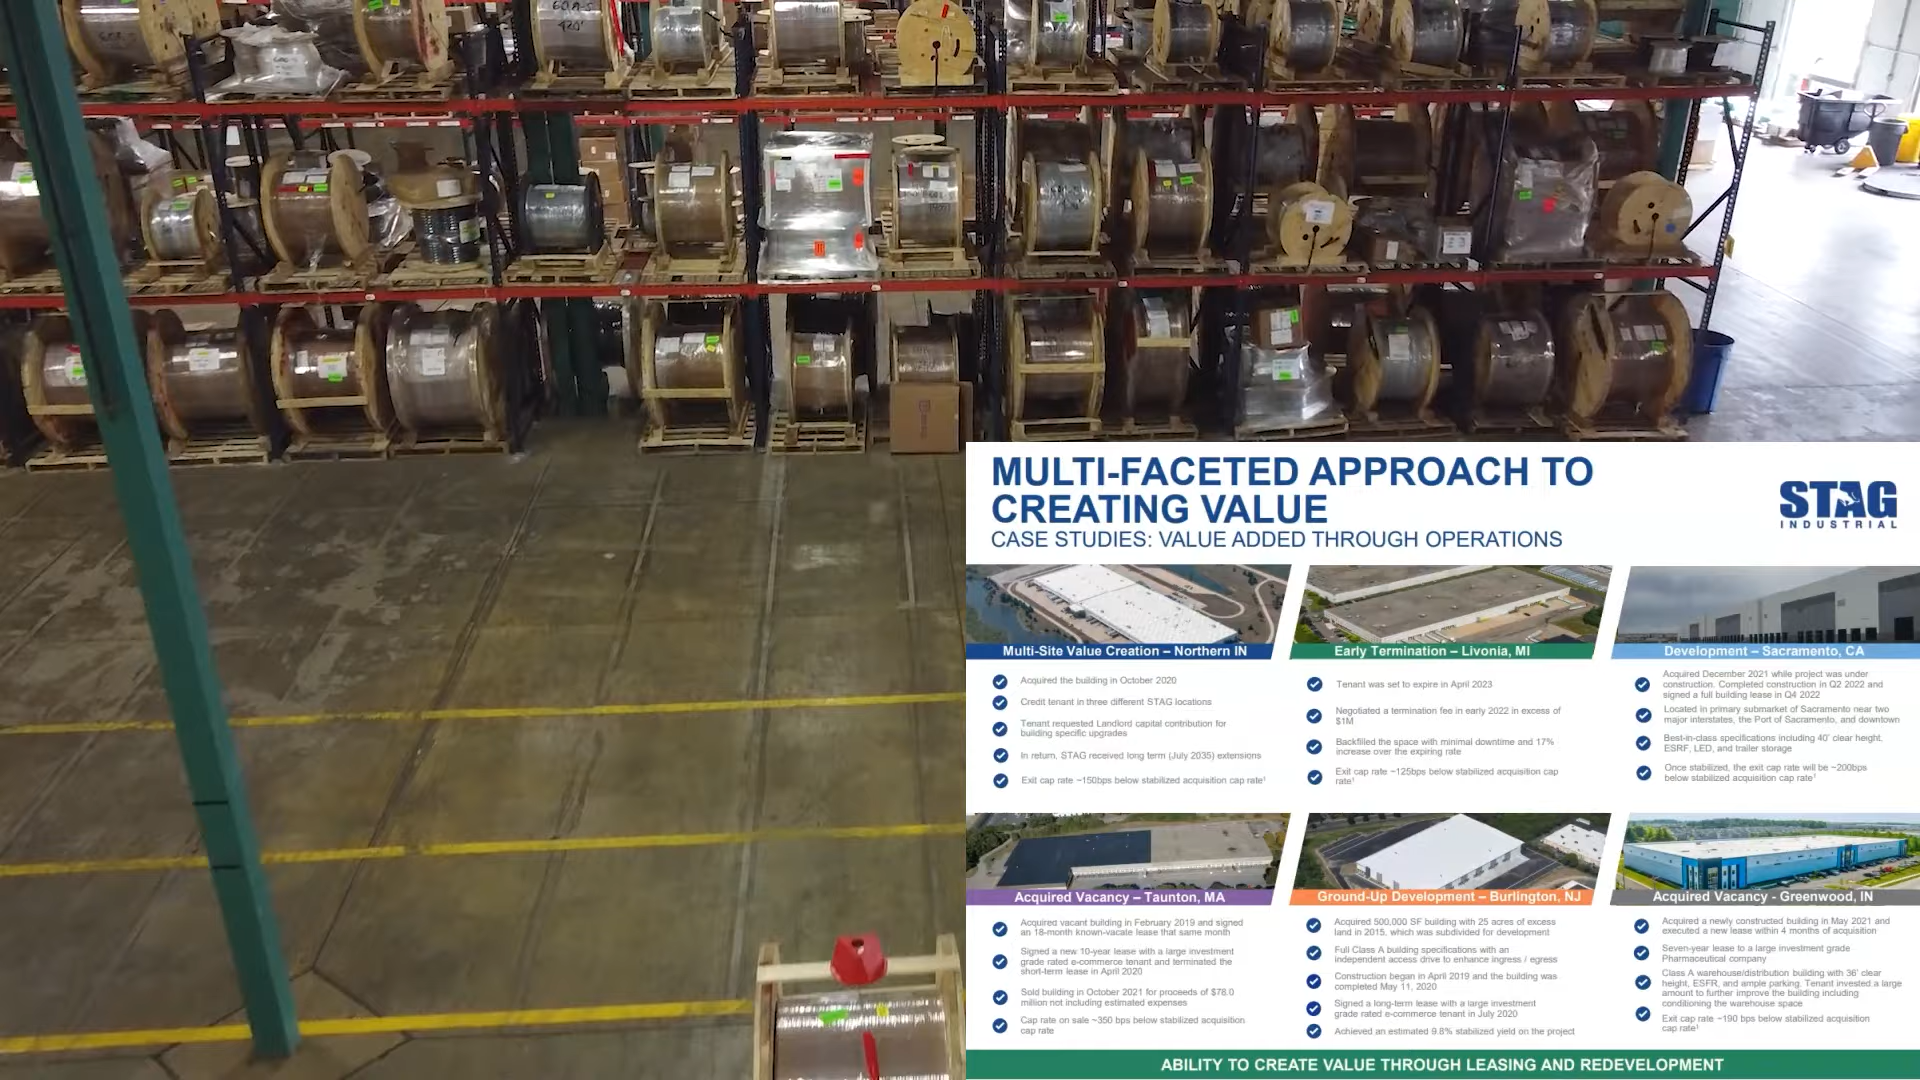 MULTI-FACETED APPROACH TO
CREATING VALUE
CASE STUDIES: VALUE ADDED THROUGH OPERATIONS
STAG
INDUSTRIAL
Multi-Site Value Creation – Northern IN
Acquired the building in October 2020
Credit tenant in three different STAG locations
Tenant requested Landlord capital contribution for
building specific upgrades
In return, STAG received long term (July 2035) extensions
Exit cap rate ~150bps below stabilized acquisition cap rate¹
Early Termination – Livonia, MI
Tenant was set to expire in April 2023
Negotiated a termination fee in early 2022 in excess of
$1M
Backfilled the space with minimal downtime and 17%
increase over the expiring rate
Exit cap rate ~125bps below stabilized acquisition cap
rate¹
Development – Sacramento, CA
Acquired December 2021 while project was under
construction. Completed construction in Q2 2022 and
signed a full building lease in Q4 2022
Located in primary submarket of Sacramento near two
major interstates, the Port of Sacramento, and downtown
Best-in-class specifications including 40' clear height,
ESRF, LED, and trailer storage
Once stabilized, the exit cap rate will be ~200bps
below stabilized acquisition cap rate¹
Acquired Vacancy – Taunton, MA
Acquired vacant building in February 2019 and signed
an 18-month known-vacate lease that same month
Signed a new 10-year lease with a large investment
grade rated e-commerce tenant and terminated the
short-term lease in April 2020
Sold building in October 2021 for proceeds of $78.0
million not including estimated expenses
Cap rate on sale ~350 bps below stabilized acquisition
cap rate
Ground-Up Development – Burlington, NJ
Acquired 500,000 SF building with 25 acres of excess
land in 2015, which was subdivided for development
Full Class A building specifications with an
independent access drive to enhance ingress / egress
Construction began in April 2019 and the building was
completed May 11, 2020
Signed a long-term lease with a large investment
grade rated e-commerce tenant in July 2020
Achieved an estimated 9.8% stabilized yield on the project
Acquired Vacancy - Greenwood, IN
Acquired a newly constructed building in May 2021 and
executed a new lease within 4 months of acquisition
Seven-year lease to a large investment grade
Pharmaceutical company
Class A warehouse/distribution building with 36' clear
height, ESFR, and ample parking. Tenant invested a large
amount to further improve the building including
conditioning the warehouse space
Exit cap rate ~190 bps below stabilized acquisition
cap rate¹
ABILITY TO CREATE VALUE THROUGH LEASING AND REDEVELOPMENT